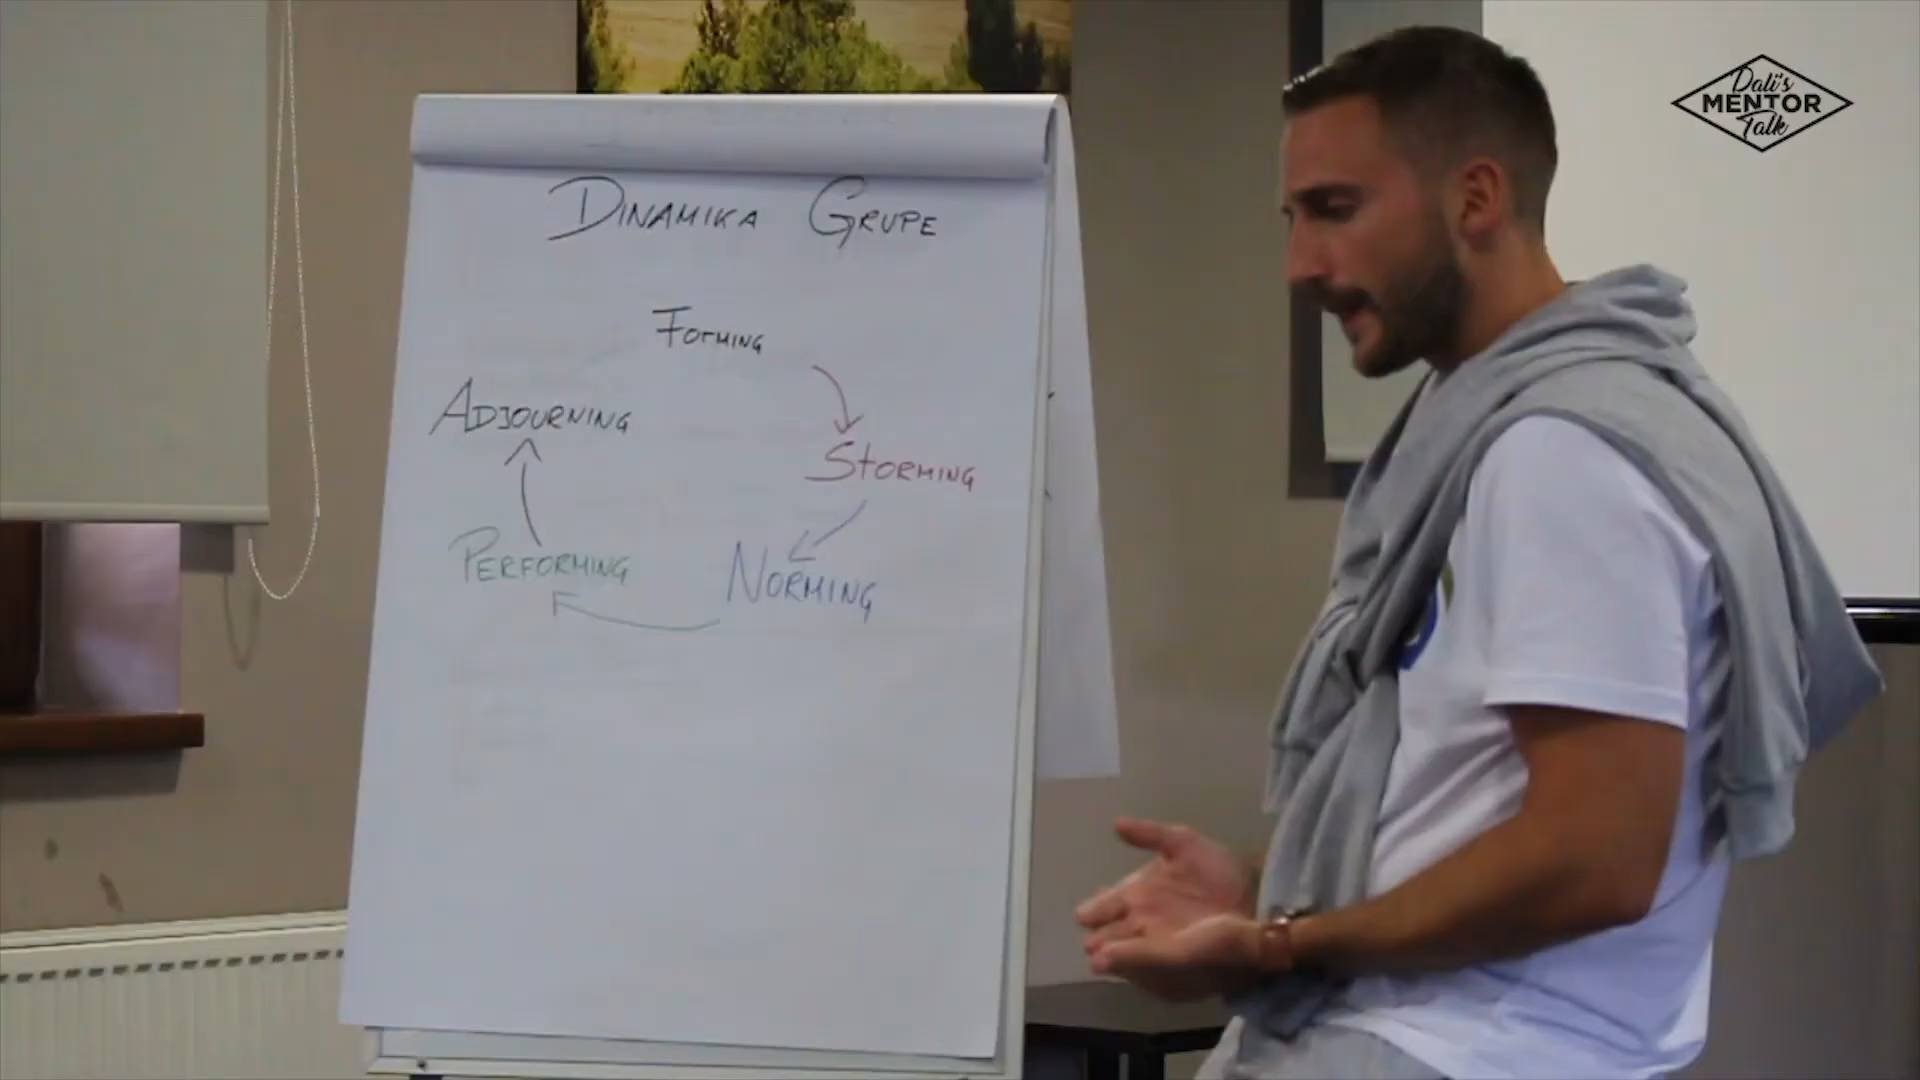 Dali's
MENTOR
Talk
DINAMIKA GRUPE
FORMING
STORMING
NORMING
PERFORMING
ADJOURNING